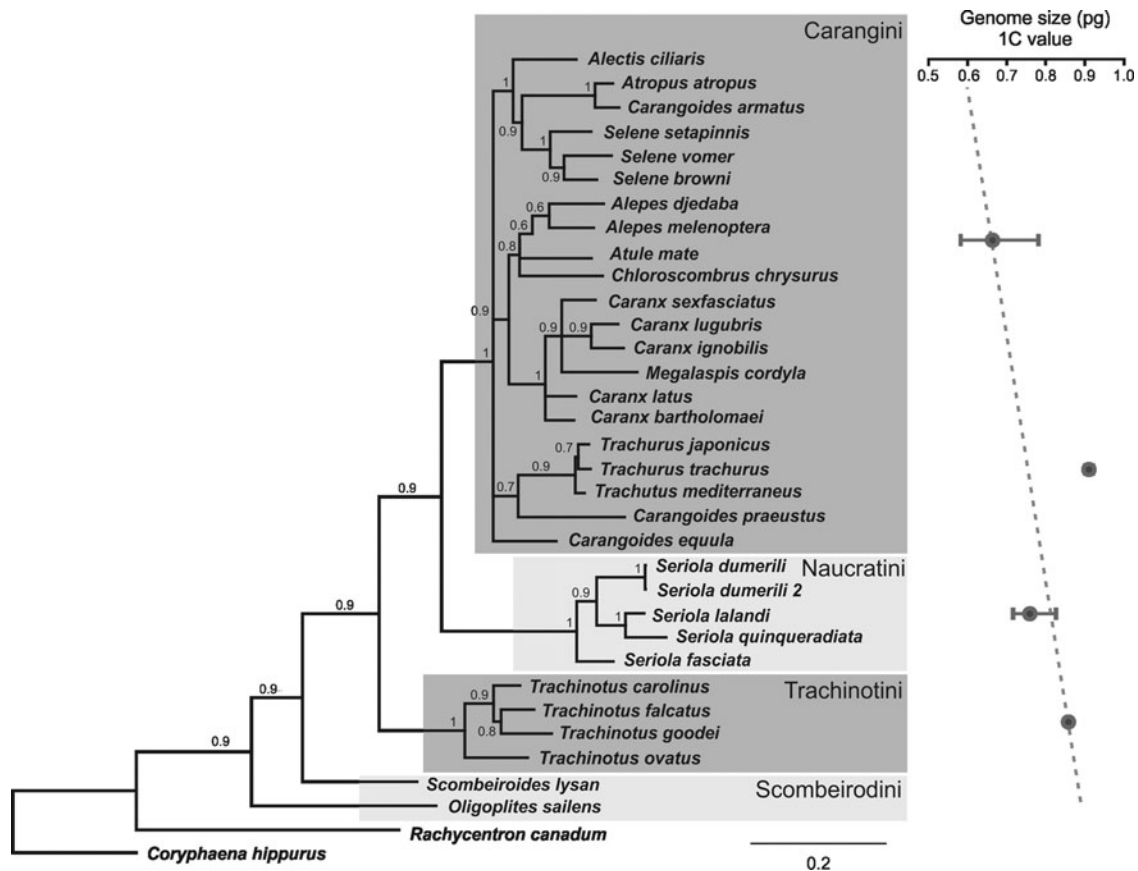 Carangini
Genome size (pg)
1C value
0.5 0.6 0.7 0.8 0.9 1.0
Alectis ciliaris
1
Atropus atropus
1
Carangoides armatus
0.9
Selene setapinnis
1
Selene vomer
0.9
Selene browni
Alepes djedaba
0.6
Alepes melenoptera
0.6
0.8
Atule mate
Chloroscombrus chrysurus
0.9
Caranx sexfasciatus
Caranx lugubris
0.9 0.9
Caranx ignobilis
1
Megalaspis cordyla
1
Caranx latus
Caranx bartholomaei
Trachurus japonicus
0.7
Trachurus trachurus
0.9
Trachutus mediterraneus
0.7
Carangoides praeustus
Carangoides equula
0.9
Naucratini
Seriola dumerili
1
Seriola dumerili 2
0.9
Seriola lalandi
1
Seriola quinqueradiata
1
Seriola fasciata
0.9
Trachinotini
Trachinotus carolinus
0.9
Trachinotus falcatus
1
Trachinotus goodei
0.8
Trachinotus ovatus
0.9
0.9
Scombeirodini
Scombeiroides lysan
Oligoplites sailens
Rachycentron canadum
Coryphaena hippurus
0.2